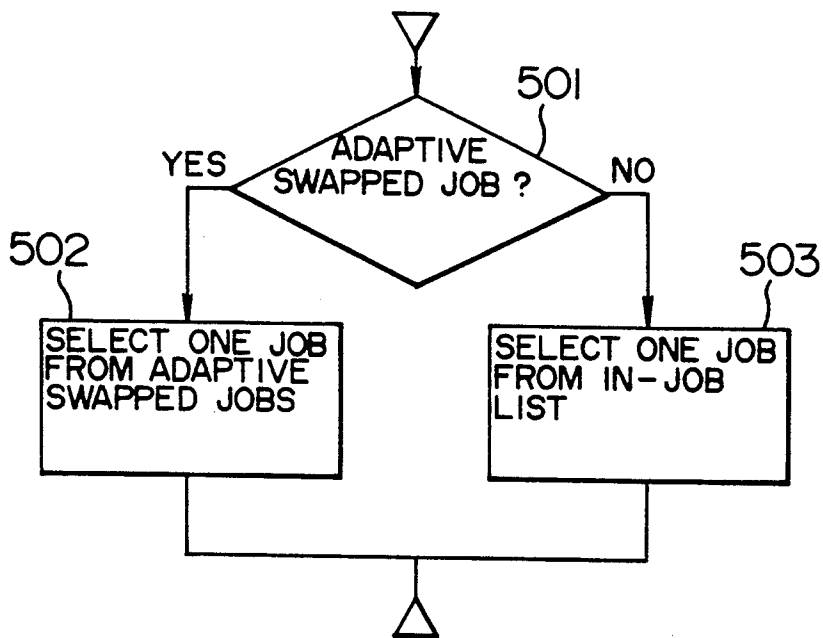 501
ADAPTIVE
SWAPPED JOB ?
YES
NO
502
503
SELECT ONE JOB
FROM ADAPTIVE
SWAPPED JOBS
SELECT ONE JOB
FROM IN-JOB
LIST